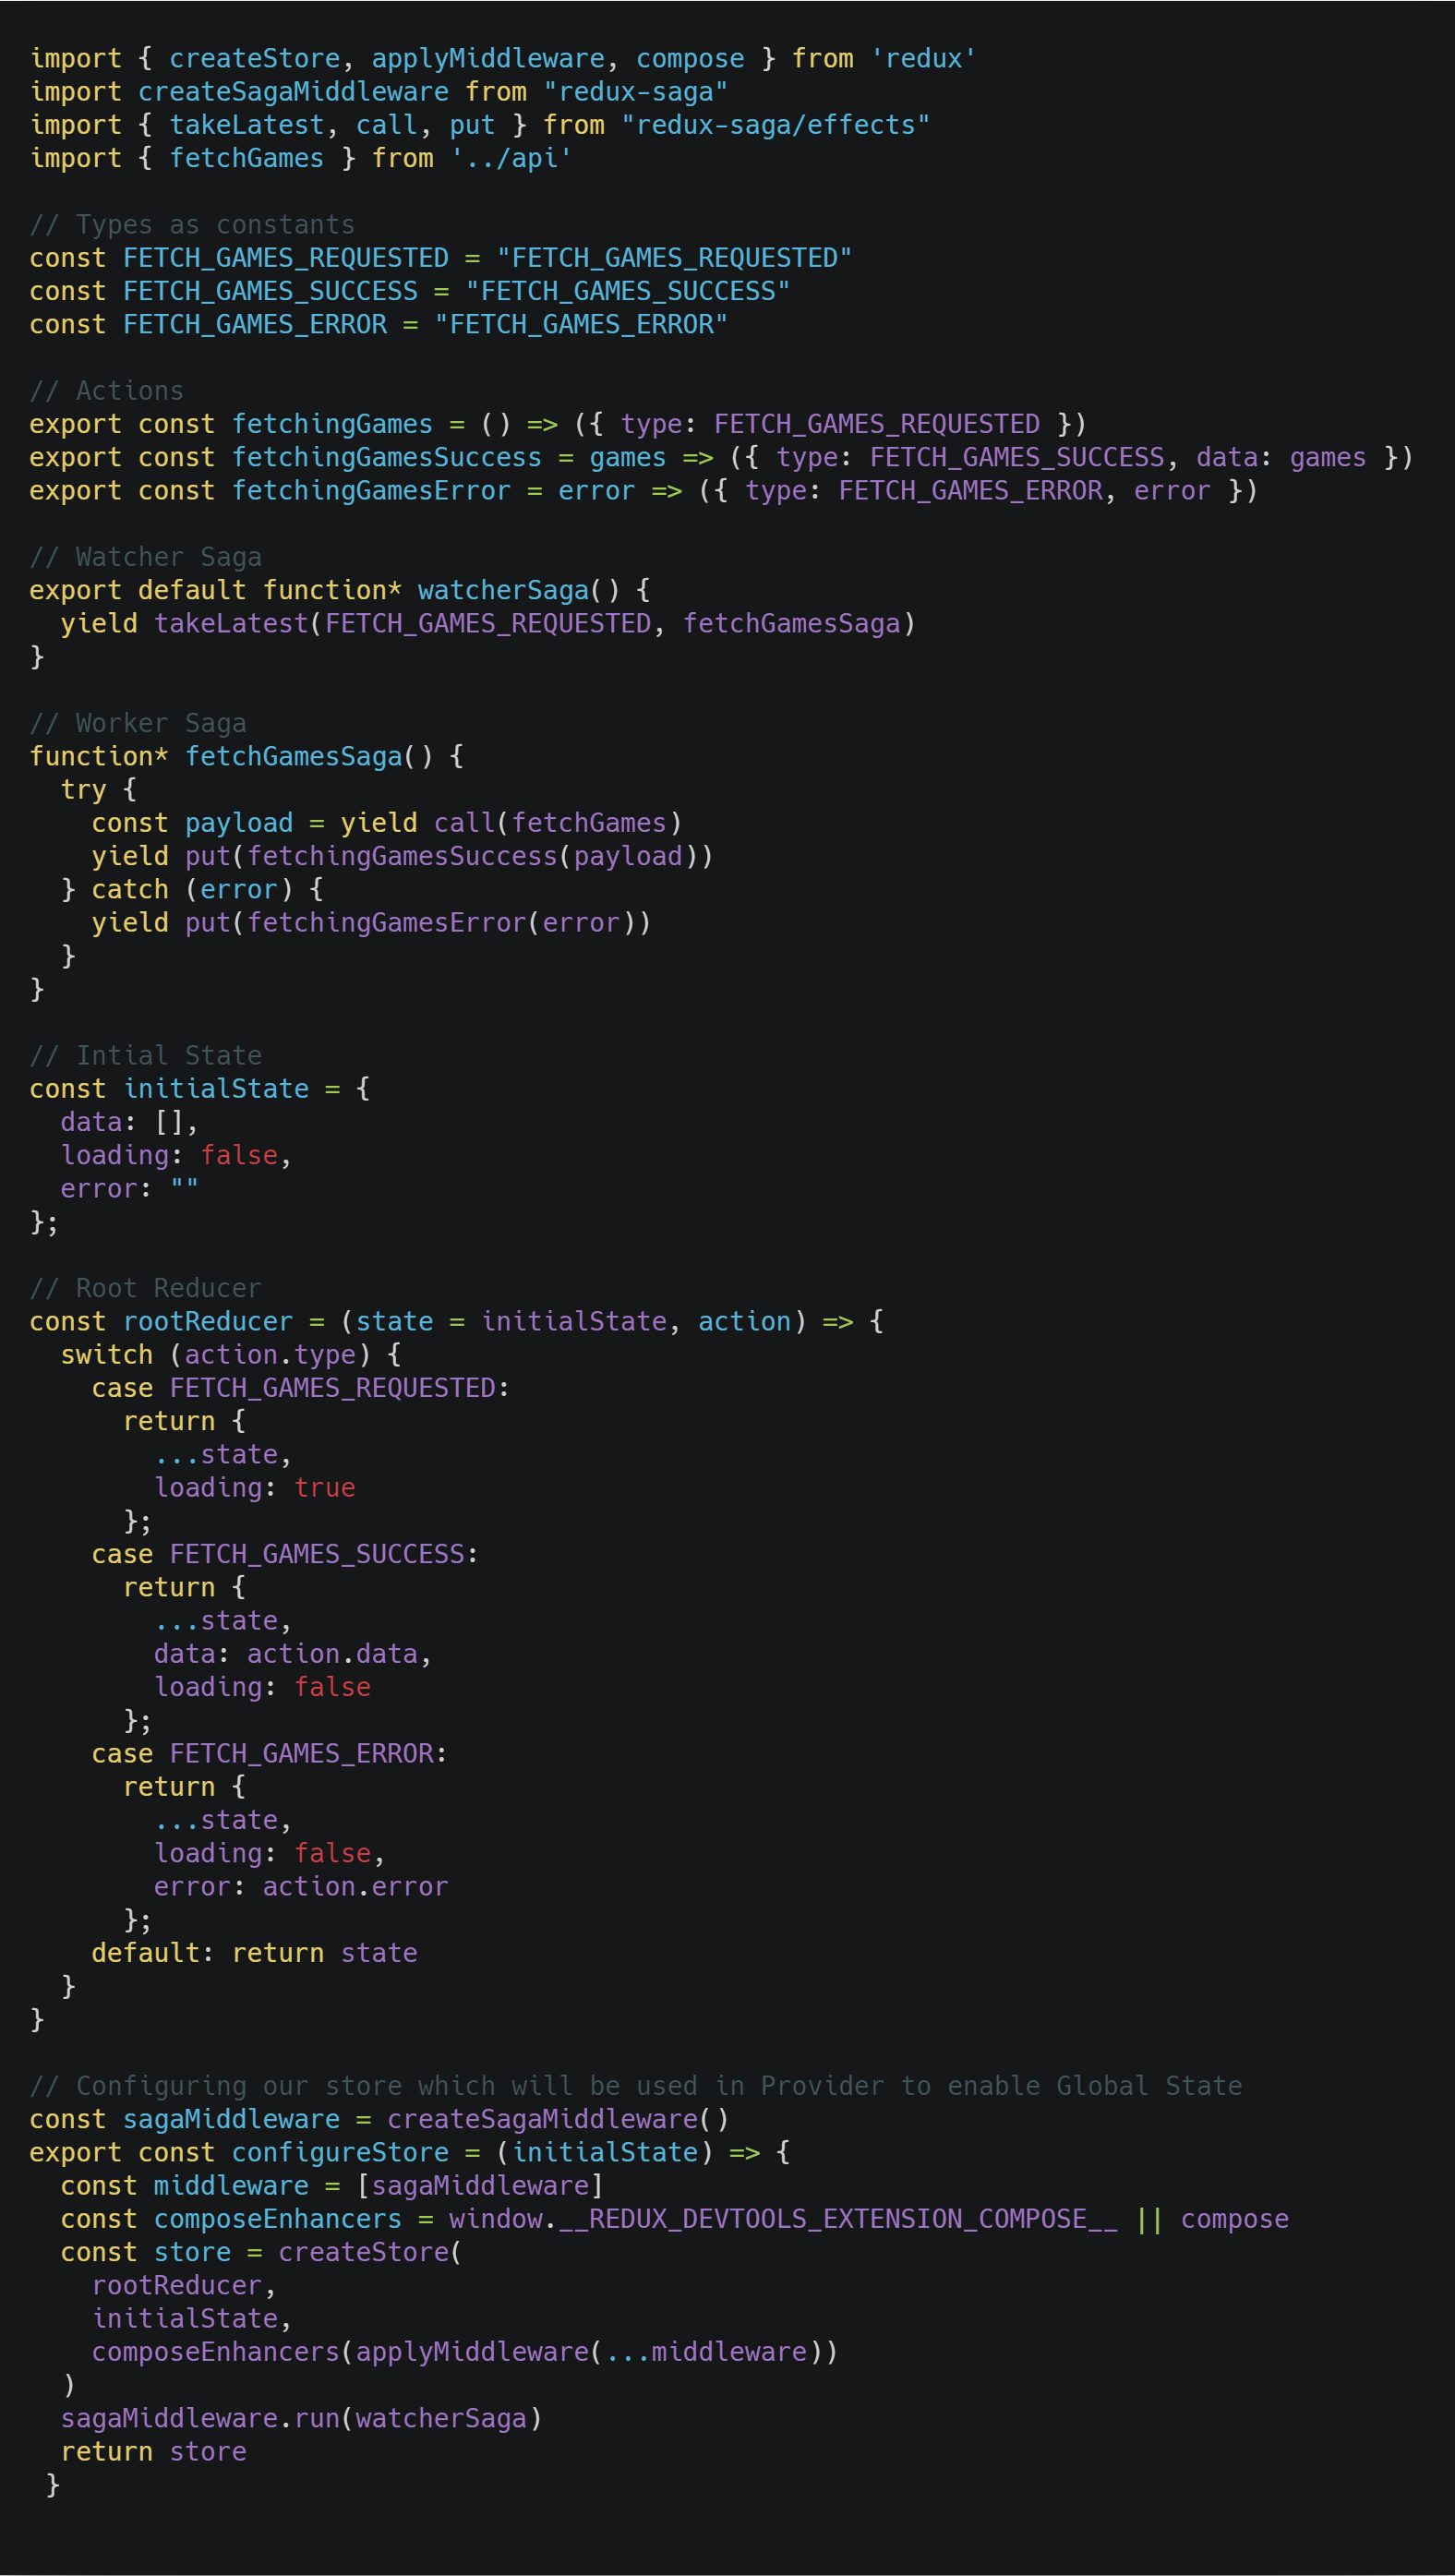 import { createStore, applyMiddleware, compose } from 'redux'
import createSagaMiddleware from "redux-saga"
import { takeLatest, call, put } from "redux-saga/effects"
import { fetchGames } from '../api'

// Types as constants
const FETCH_GAMES_REQUESTED = "FETCH_GAMES_REQUESTED"
const FETCH_GAMES_SUCCESS = "FETCH_GAMES_SUCCESS"
const FETCH_GAMES_ERROR = "FETCH_GAMES_ERROR"

// Actions
export const fetchingGames = () => ({ type: FETCH_GAMES_REQUESTED })
export const fetchingGamesSuccess = games => ({ type: FETCH_GAMES_SUCCESS, data: games })
export const fetchingGamesError = error => ({ type: FETCH_GAMES_ERROR, error })

// Watcher Saga
export default function* watcherSaga() {
  yield takeLatest(FETCH_GAMES_REQUESTED, fetchGamesSaga)
}

// Worker Saga
function* fetchGamesSaga() {
  try {
    const payload = yield call(fetchGames)
    yield put(fetchingGamesSuccess(payload))
  } catch (error) {
    yield put(fetchingGamesError(error))
  }
}

// Intial State
const initialState = {
  data: [],
  loading: false,
  error: ""
};

// Root Reducer
const rootReducer = (state = initialState, action) => {
  switch (action.type) {
    case FETCH_GAMES_REQUESTED:
      return {
        ...state,
        loading: true
      };
    case FETCH_GAMES_SUCCESS:
      return {
        ...state,
        data: action.data,
        loading: false
      };
    case FETCH_GAMES_ERROR:
      return {
        ...state,
        loading: false,
        error: action.error
      };
    default: return state
  }
}

// Configuring our store which will be used in Provider to enable Global State
const sagaMiddleware = createSagaMiddleware()
export const configureStore = (initialState) => {
  const middleware = [sagaMiddleware]
  const composeEnhancers = window.__REDUX_DEVTOOLS_EXTENSION_COMPOSE__ || compose
  const store = createStore(
    rootReducer,
    initialState,
    composeEnhancers(applyMiddleware(...middleware))
  )
  sagaMiddleware.run(watcherSaga)
  return store
 }